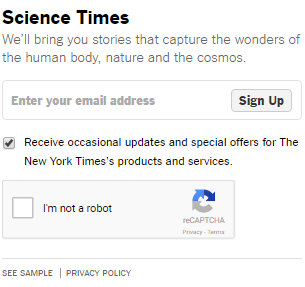 Science Times
We'll bring you stories that capture the wonders of
the human body, nature and the cosmos.
Enter your email address Sign Up
Receive occasional updates and special offers for The
New York Times's products and services.
I'm not a robot
reCAPTCHA
Privacy - Terms
SEE SAMPLE | PRIVACY POLICY